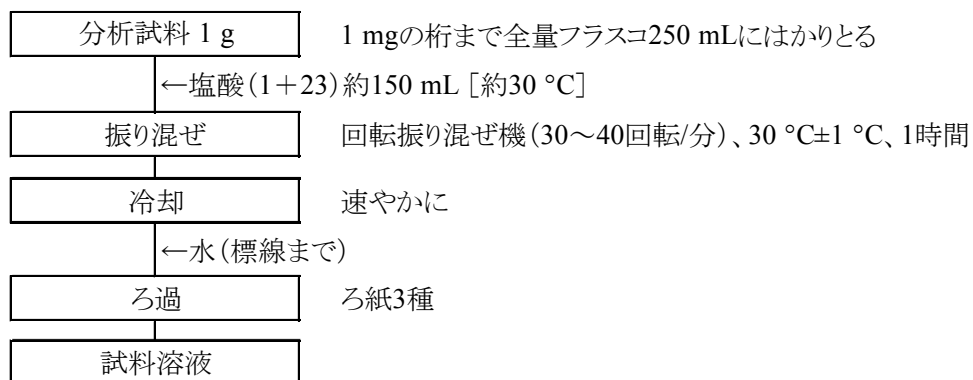 分析試料 1 g 1 mgの桁まで全量フラスコ250 mLにはかりとる
←塩酸(1+23)約150 mL [約30 °C]
振り混ぜ 回転振り混ぜ機(30~40回転/分)、30 °C±1 °C、1時間
冷却 速やかに
←水(標線まで)
ろ過 ろ紙3種
試料溶液